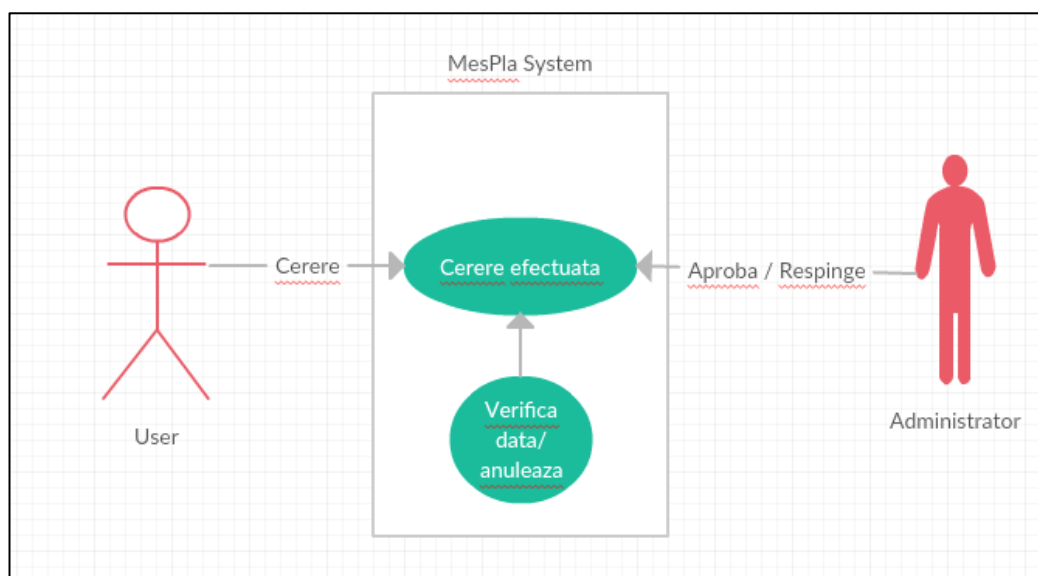 MesPla System
Cerere
Cerere efectuata
Aproba / Respinge
Verifica
data/
anuleaza
User
Administrator